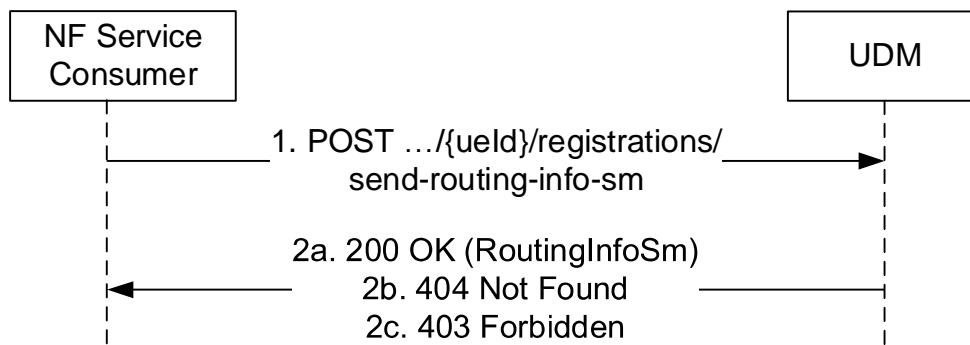 NF Service
Consumer
UDM
1. POST …/{ueId}/registrations/
send-routing-info-sm
2a. 200 OK (RoutingInfoSm)
2b. 404 Not Found
2c. 403 Forbidden